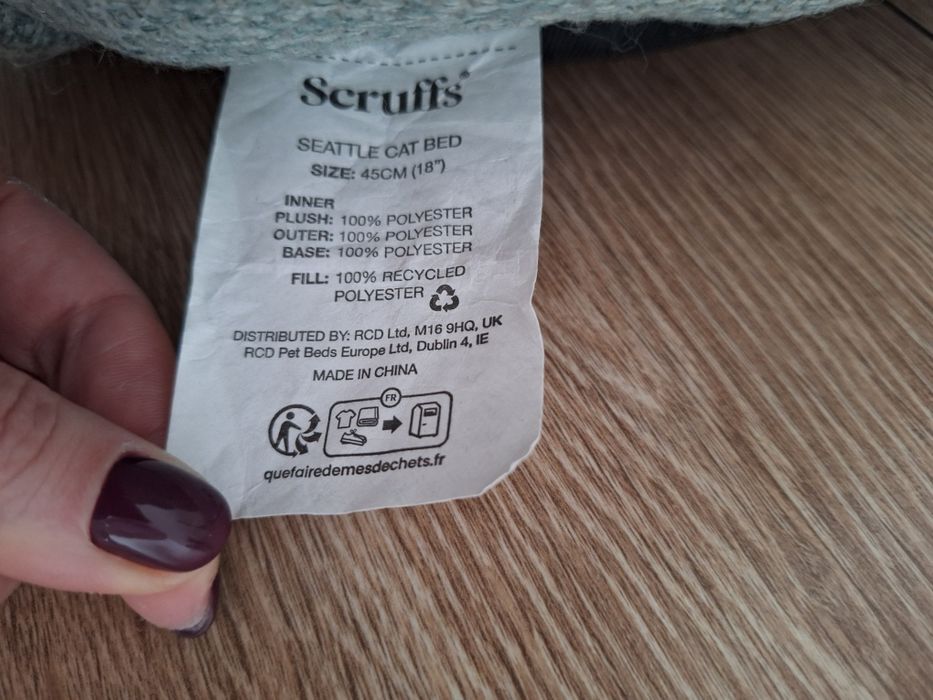 Scruffs®
SEATTLE CAT BED
SIZE: 45CM (18")
INNER
PLUSH: 100% POLYESTER
OUTER: 100% POLYESTER
BASE: 100% POLYESTER
FILL: 100% RECYCLED
POLYESTER
DISTRIBUTED BY: RCD Ltd, M16 9HQ, UK
RCD Pet Beds Europe Ltd, Dublin 4, IE
MADE IN CHINA
FR
quefairedemesdechets.fr